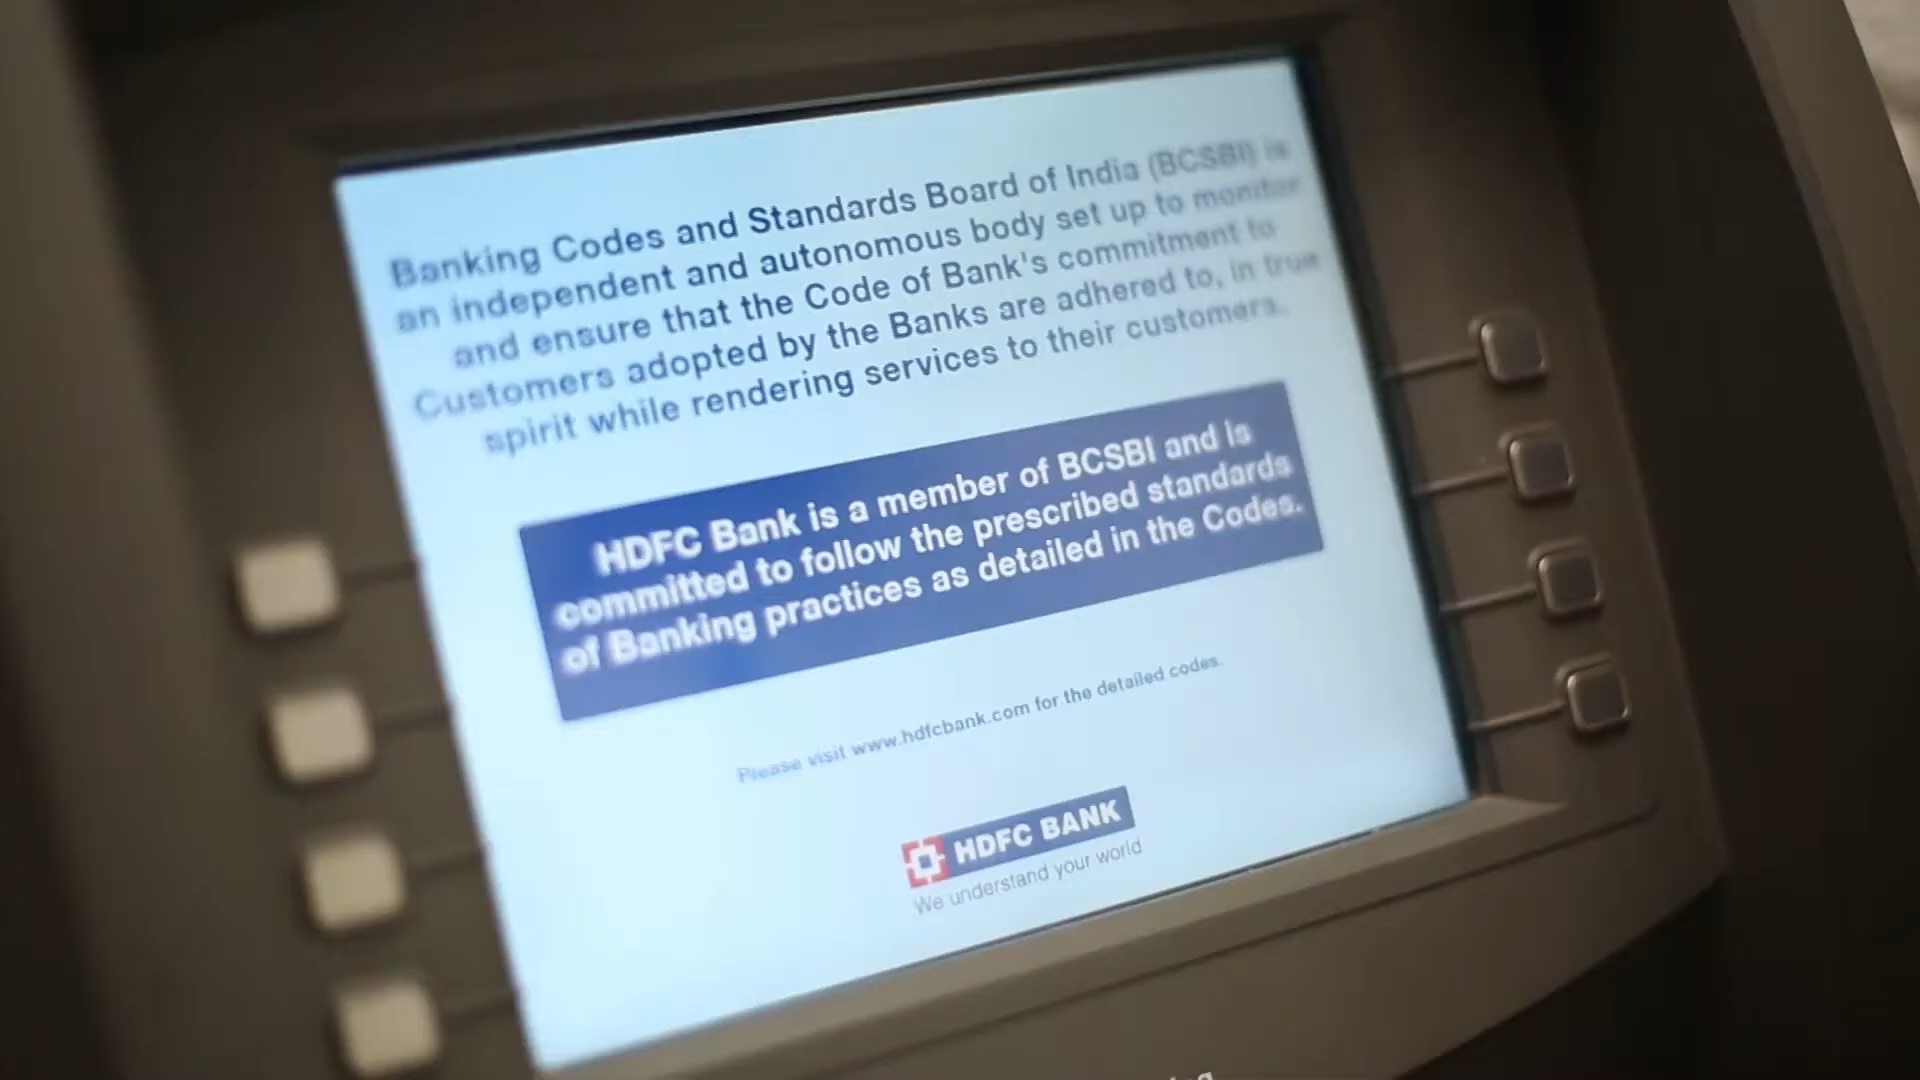 Banking Codes and Standards Board of India (BCSBI) is
an independent and autonomous body set up to monitor
and ensure that the Code of Bank's commitment to
Customers adopted by the Banks are adhered to, in true
spirit while rendering services to their customers.
HDFC Bank is a member of BCSBI and is
committed to follow the prescribed standards
of Banking practices as detailed in the Codes.
Please visit www.hdfcbank.com for the detailed codes.
HDFC BANK
We understand your world